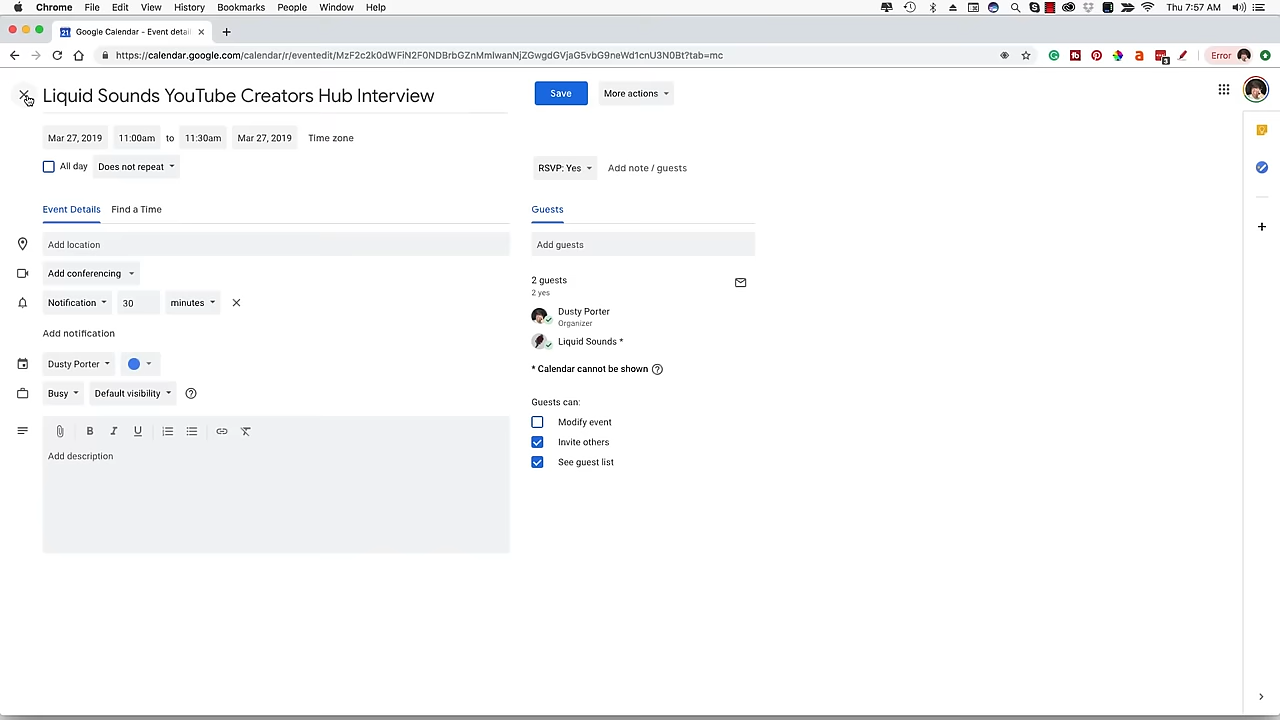 Chrome File Edit View History Bookmarks People Window Help Thu 7:57 AM
Google Calendar - Event detai
https://calendar.google.com/calendar/r/eventedit/MzF2c2k0dWFiN2F0NDBrbGZnMmlwanNjZGwgdGVjaG5vbG9neWd1cnU3N0Bt?tab=mc
Error
3
Liquid Sounds YouTube Creators Hub Interview
Save
More actions
Mar 27, 2019 11:00am to 11:30am Mar 27, 2019 Time zone
All day Does not repeat
RSVP: Yes Add note / guests
Event Details Find a Time
Guests
Add location
Add guests
Add conferencing
2 guests
2 yes
Notification 30 minutes
Dusty Porter
Organizer
Add notification
Liquid Sounds *
Dusty Porter
* Calendar cannot be shown
Busy Default visibility
Guests can:
Modify event
B I U
Invite others
Add description
See guest list